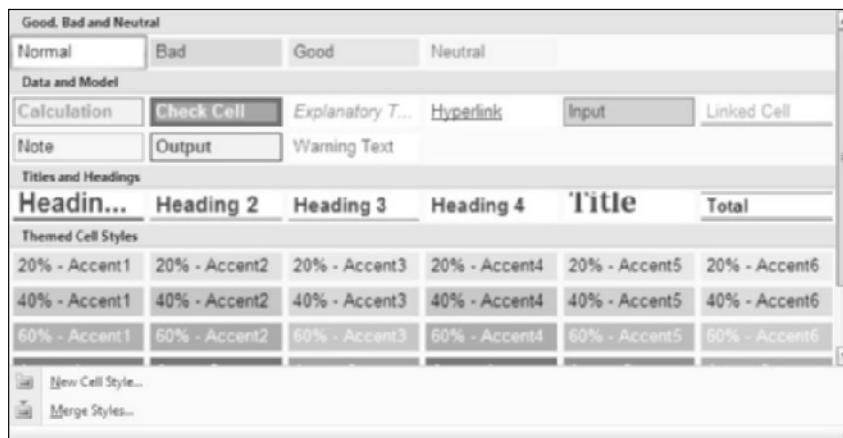 Good, Bad and Neutral
Normal Bad Good Neutral
Data and Model
Calculation Check Cell Explanatory T... Hyperlink Input Linked Cell
Note Output Warning Text
Titles and Headings
Headin... Heading 2 Heading 3 Heading 4 Title Total
Themed Cell Styles
20% - Accent1 20% - Accent2 20% - Accent3 20% - Accent4 20% - Accent5 20% - Accent6
40% - Accent1 40% - Accent2 40% - Accent3 40% - Accent4 40% - Accent5 40% - Accent6
60% - Accent1 60% - Accent2 60% - Accent3 60% - Accent4 60% - Accent5 60% - Accent6
New Cell Style...
Merge Styles...